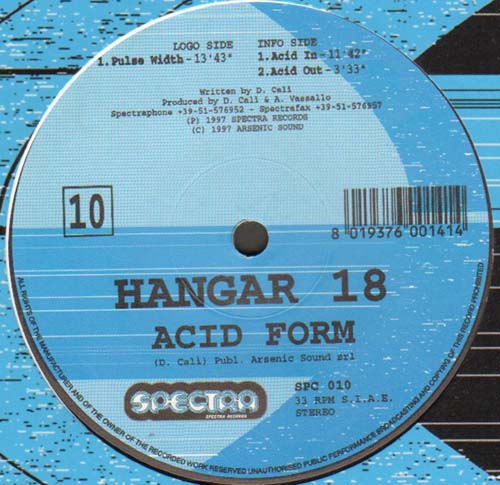 LOGO SIDE
1.Pulse Width-13'43"
INFO SIDE
1.Acid In-11'42"
2.Acid Out-3'33"
Written by D. Cali
Produced by D. Cali & A. Vassallo
Spectraphone +39-51-576952 - Spectrafax +39-51-576957
(P) 1997 SPECTRA RECORDS
(C) 1997 ARSENIC SOUND
10
8 019376 001414
HANGAR 18
ACID FORM
(D. Cali) Publ. Arsenic Sound srl
SPECTRA
SPECTRA RECORDS
SPC 010
33 RPM S.I.A.E.
STEREO
ALL RIGHTS OF THE MANUFACTURER AND OF THE OWNER OF THE RECORDED WORK RESERVED UNAUTHORISED PUBLIC PERFORMANCE BROADCASTING AND COPYING OF THIS RECORD PROHIBITED